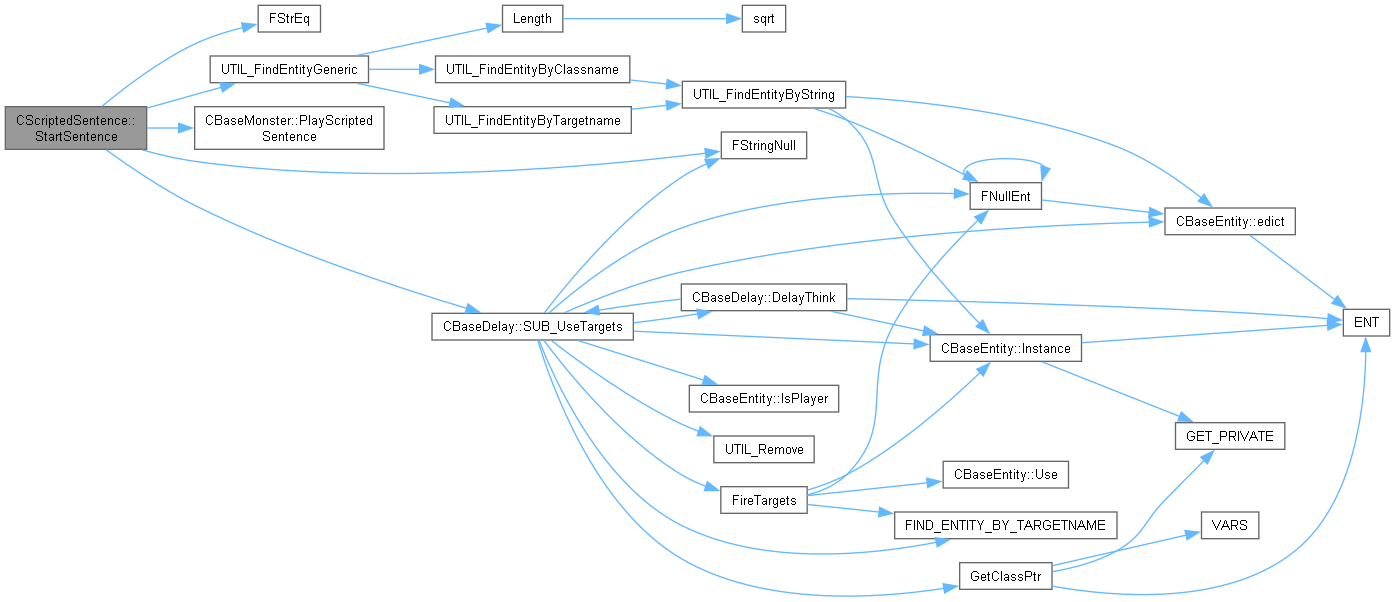 FStrEq
Length
sqrt
UTIL_FindEntityGeneric
UTIL_FindEntityByClassname
UTIL_FindEntityByString
CScriptedSentence::
StartSentence
CBaseMonster::PlayScripted
Sentence
UTIL_FindEntityByTargetname
FStringNull
FNullEnt
CBaseEntity::edict
CBaseDelay::DelayThink
CBaseDelay::SUB_UseTargets
ENT
CBaseEntity::Instance
CBaseEntity::IsPlayer
GET_PRIVATE
UTIL_Remove
CBaseEntity::Use
FireTargets
FIND_ENTITY_BY_TARGETNAME
VARS
GetClassPtr